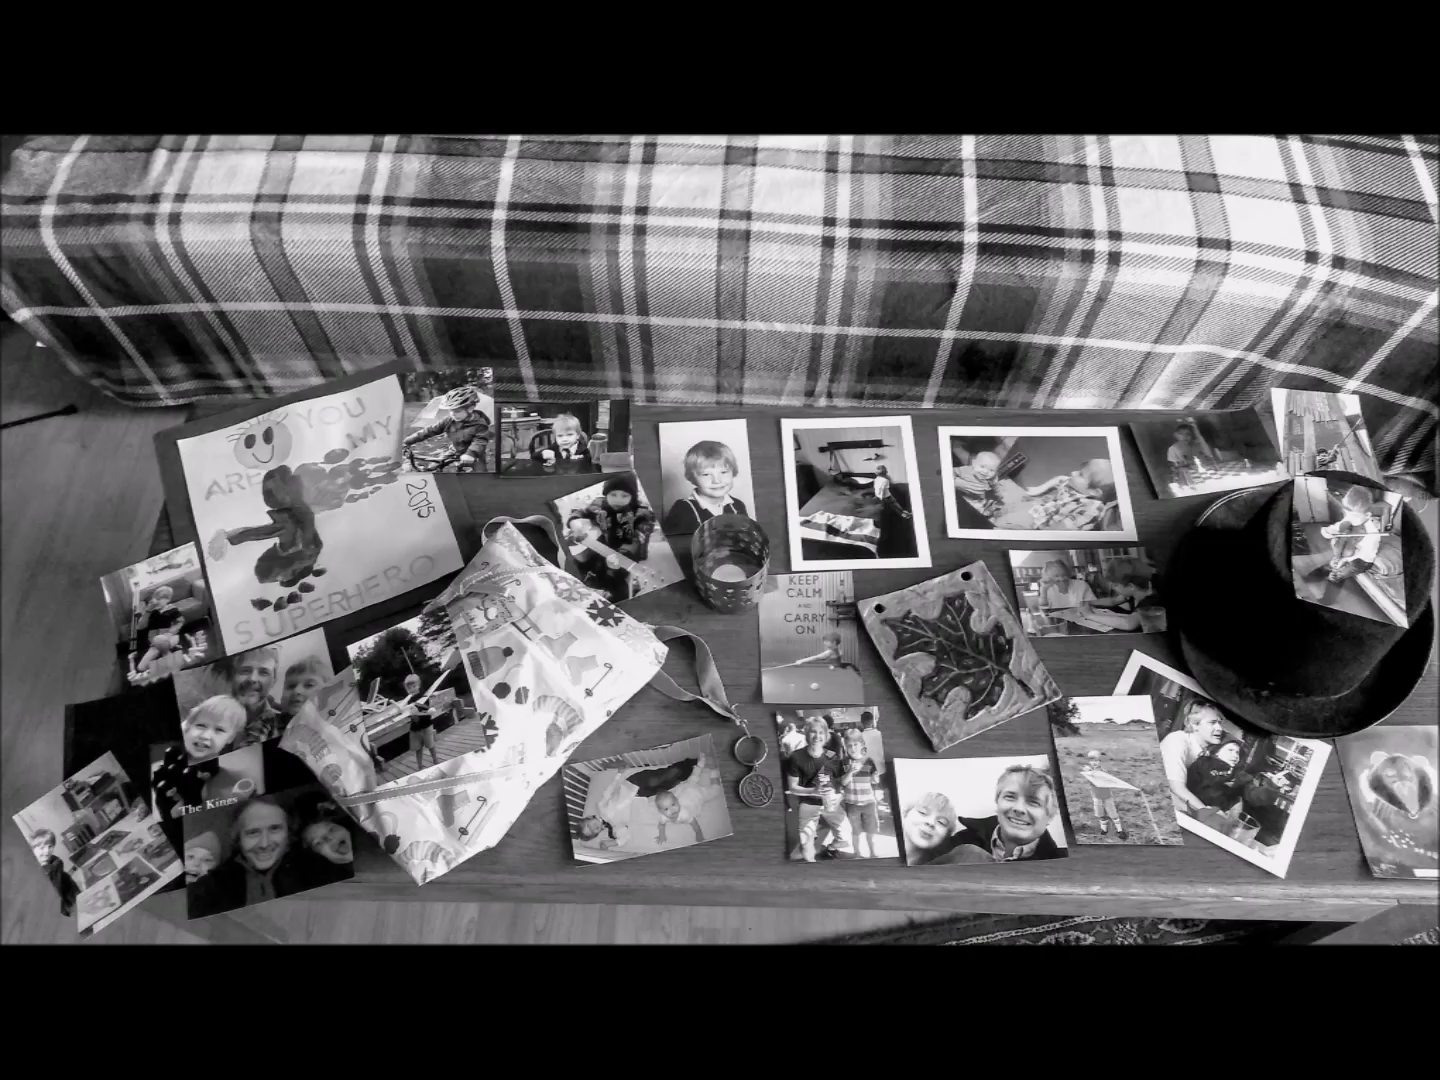 YOU
ARE MY
2015
SUPERHERO
KEEP
CALM
AND
CARRY
ON
The Kings